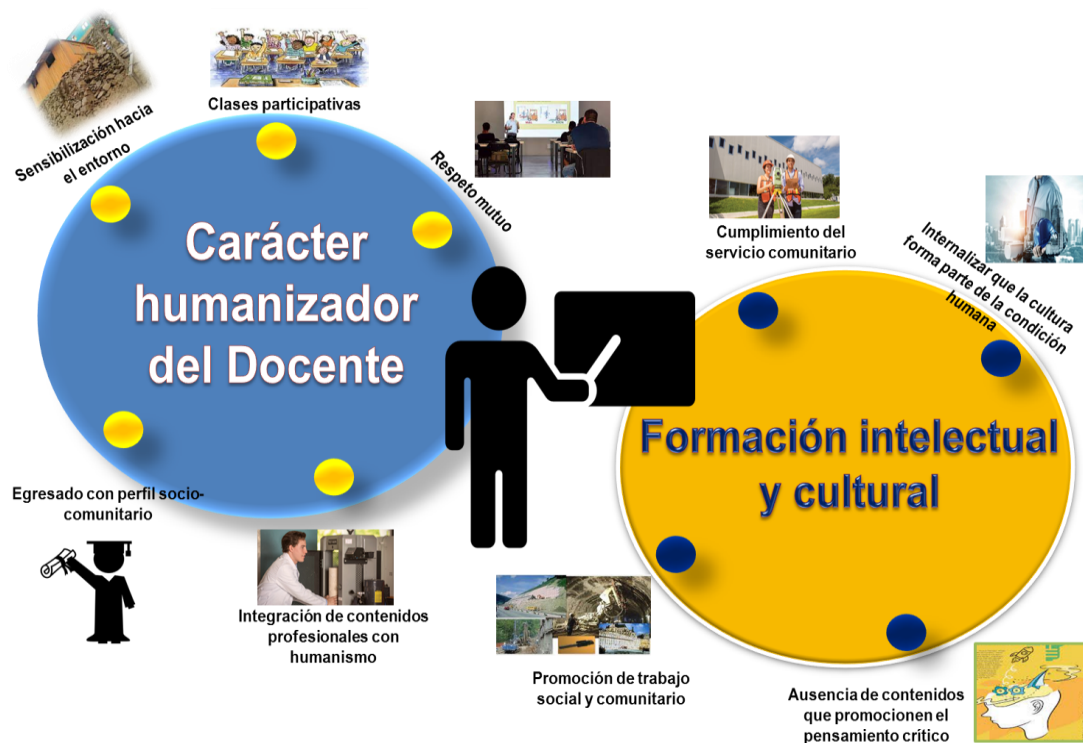 Clases participativas
Sensibilización hacia
el entorno
Respeto mutuo
Carácter
humanizador
del Docente
Egresado con perfil socio-
comunitario
Integración de contenidos
profesionales con
humanismo
Cumplimiento del
servicio comunitario
Internalizar que la cultura
forma parte de la condición
humana
Formación intelectual
y cultural
Promoción de trabajo
social y comunitario
Ausencia de contenidos
que promocionen el
pensamiento crítico